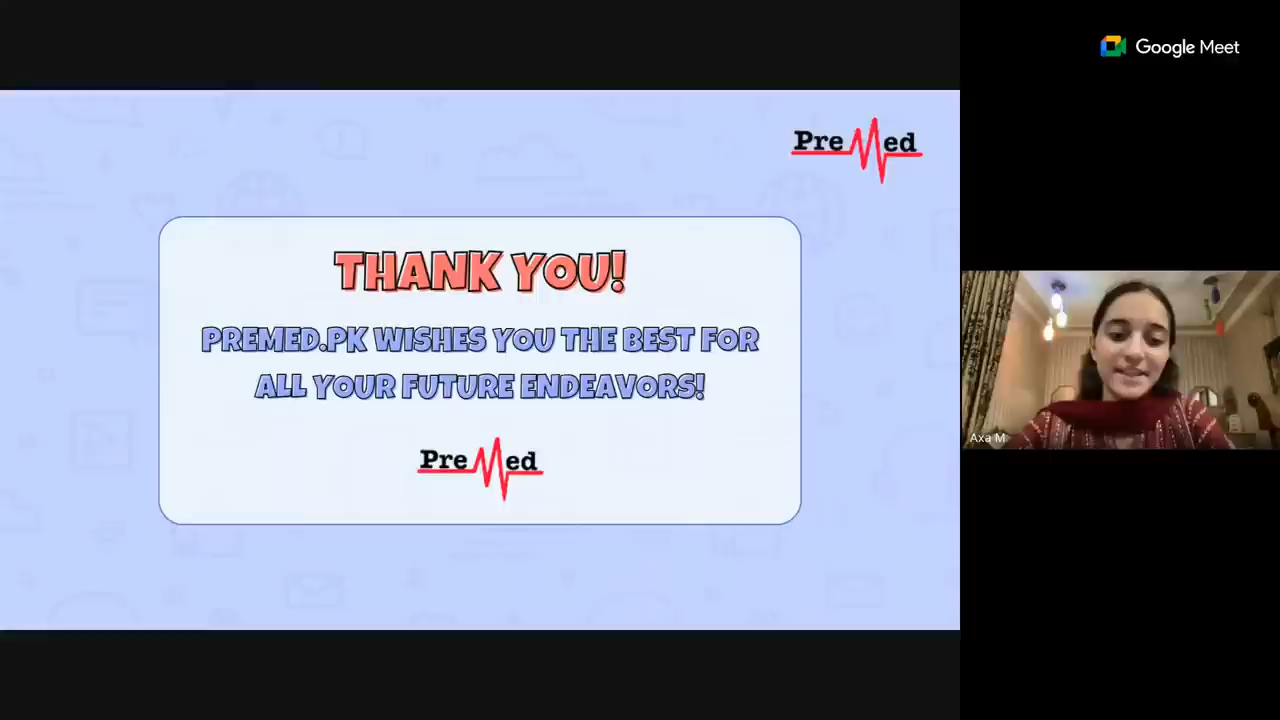 Google Meet
PreMed
THANK YOU!
PREMED.PK WISHES YOU THE BEST FOR
ALL YOUR FUTURE ENDEAVORS!
PreMed
Axa M